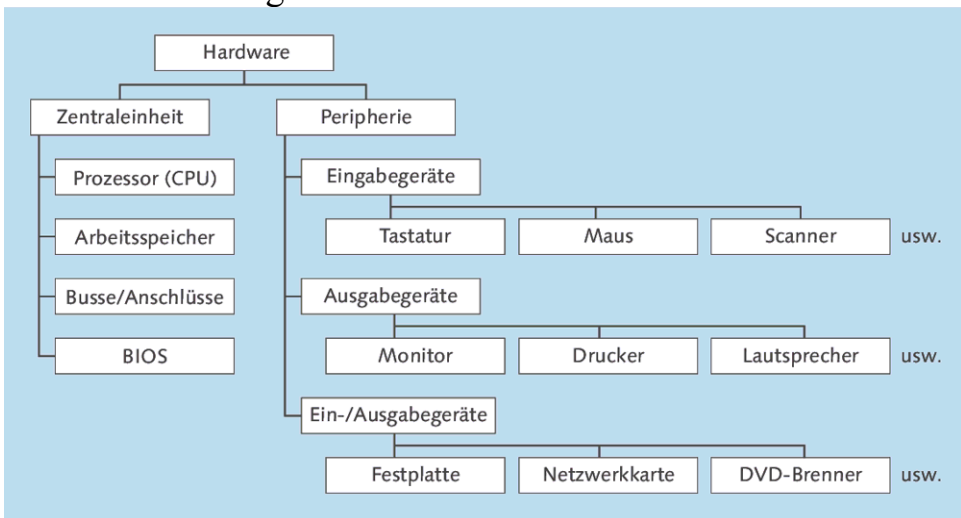 Hardware
Zentraleinheit
Peripherie
Prozessor (CPU)
Eingabegeräte
Tastatur
Maus
Scanner
usw.
Arbeitsspeicher
Busse/Anschlüsse
Ausgabegeräte
Monitor
Drucker
Lautsprecher
usw.
BIOS
Ein-/Ausgabegeräte
Festplatte
Netzwerkkarte
DVD-Brenner
usw.